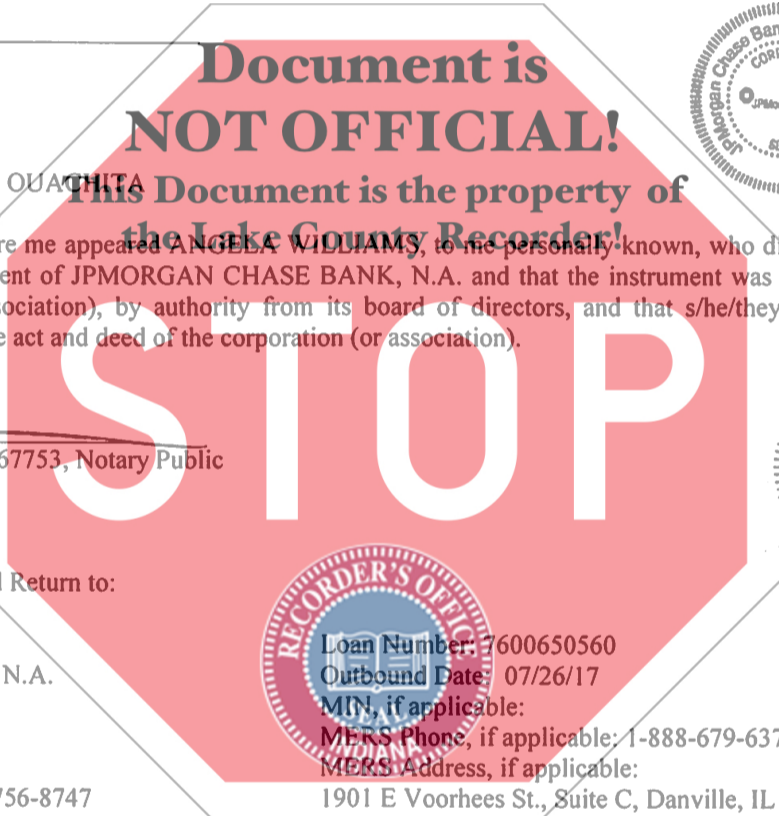 Document is
NOT OFFICIAL!
This Document is the property of
the Lake County Recorder!
JPMorgan Chase Ban
OUACHITA
re me appeared ANGELA WILLIAMS, to me personally known, who d
ent of JPMORGAN CHASE BANK, N.A. and that the instrument was
sociation), by authority from its board of directors, and that s/he/they
e act and deed of the corporation (or association).
STOP
67753, Notary Public
Return to:
RECORDER'S OFFICE
SEAL
INDIANA
Loan Number: 7600650560
Outbound Date: 07/26/17
N.A.
MIN, if applicable:
MERS Phone, if applicable: 1-888-679-637
MERS Address, if applicable:
756-8747
1901 E Voorhees St., Suite C, Danville, IL